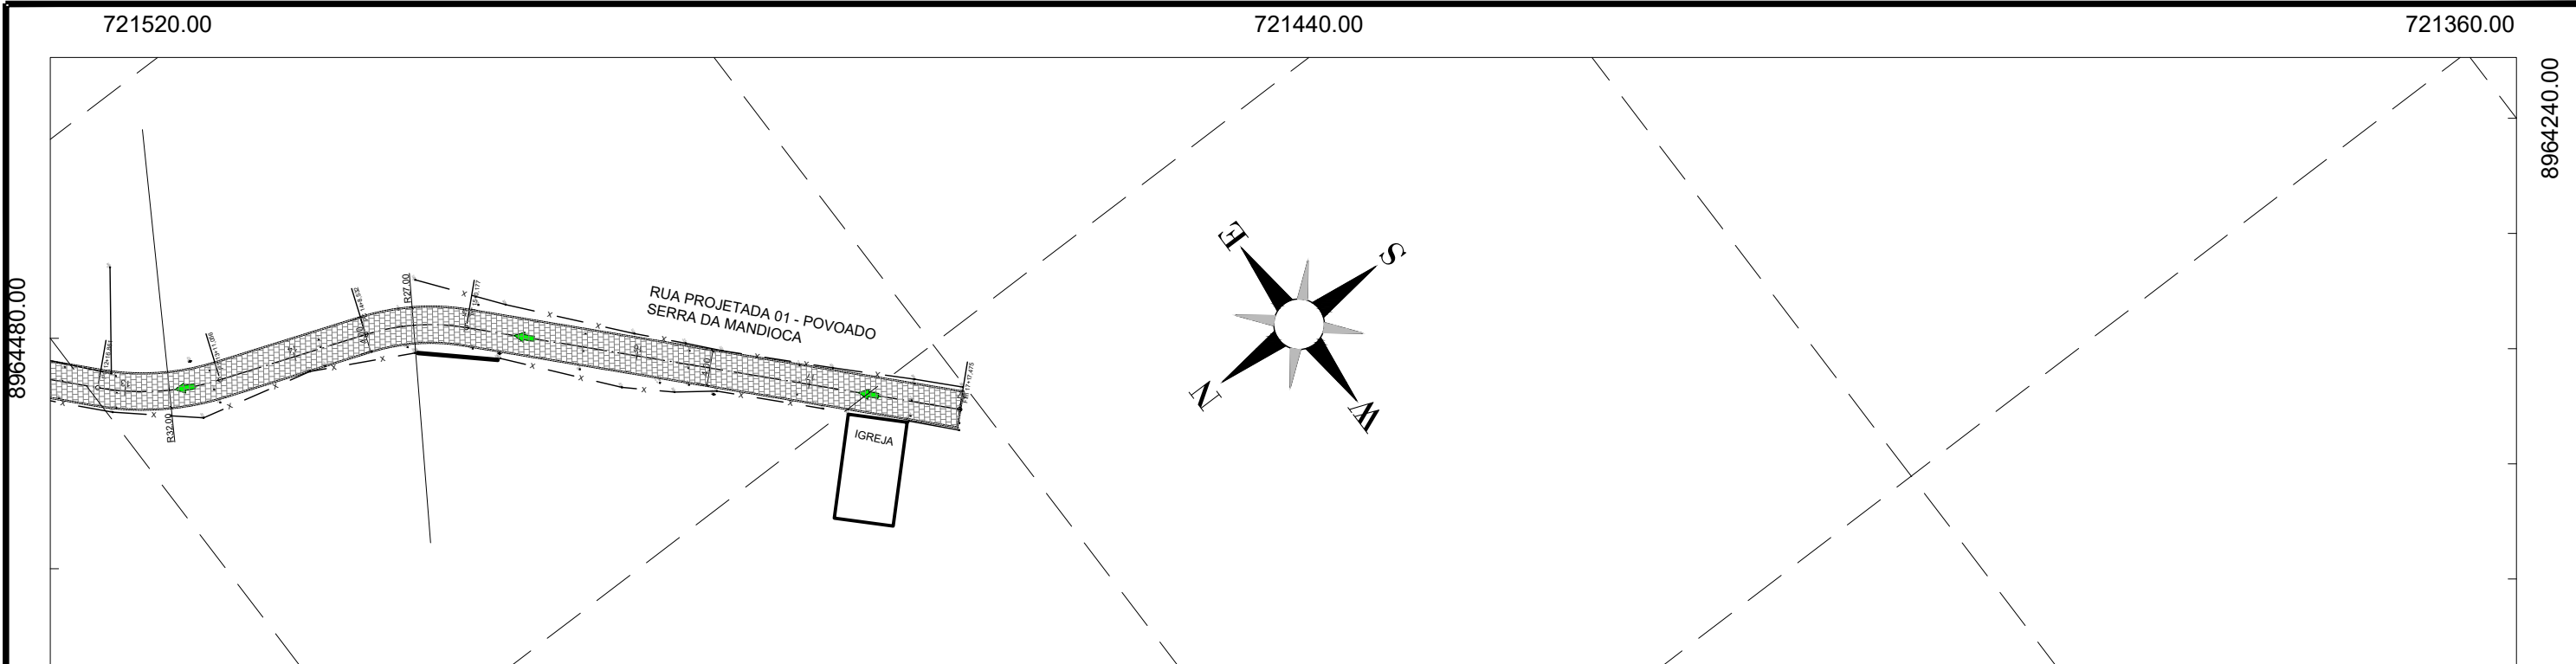 721520.00
721440.00
721360.00
8964240.00
8964480.00
RUA PROJETADA 01 - POVOADO
SERRA DA MANDIOCA
IGREJA
R27.00
R32.00
E
S
N
W
13